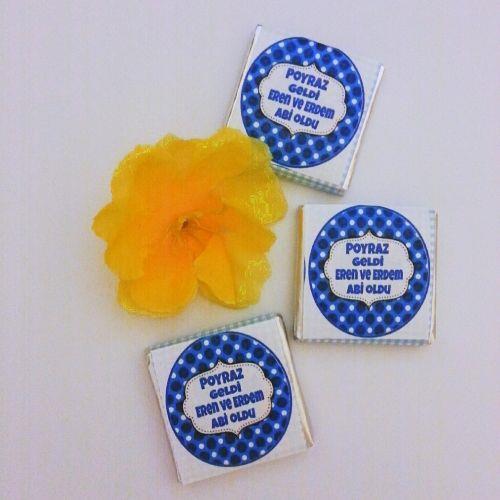 POYRAZ
GELDİ
EREN VE ERDEM
ABİ OLDU
POYRAZ
GELDİ
EREN VE ERDEM
ABİ OLDU
POYRAZ
GELDİ
EREN VE ERDEM
ABİ OLDU